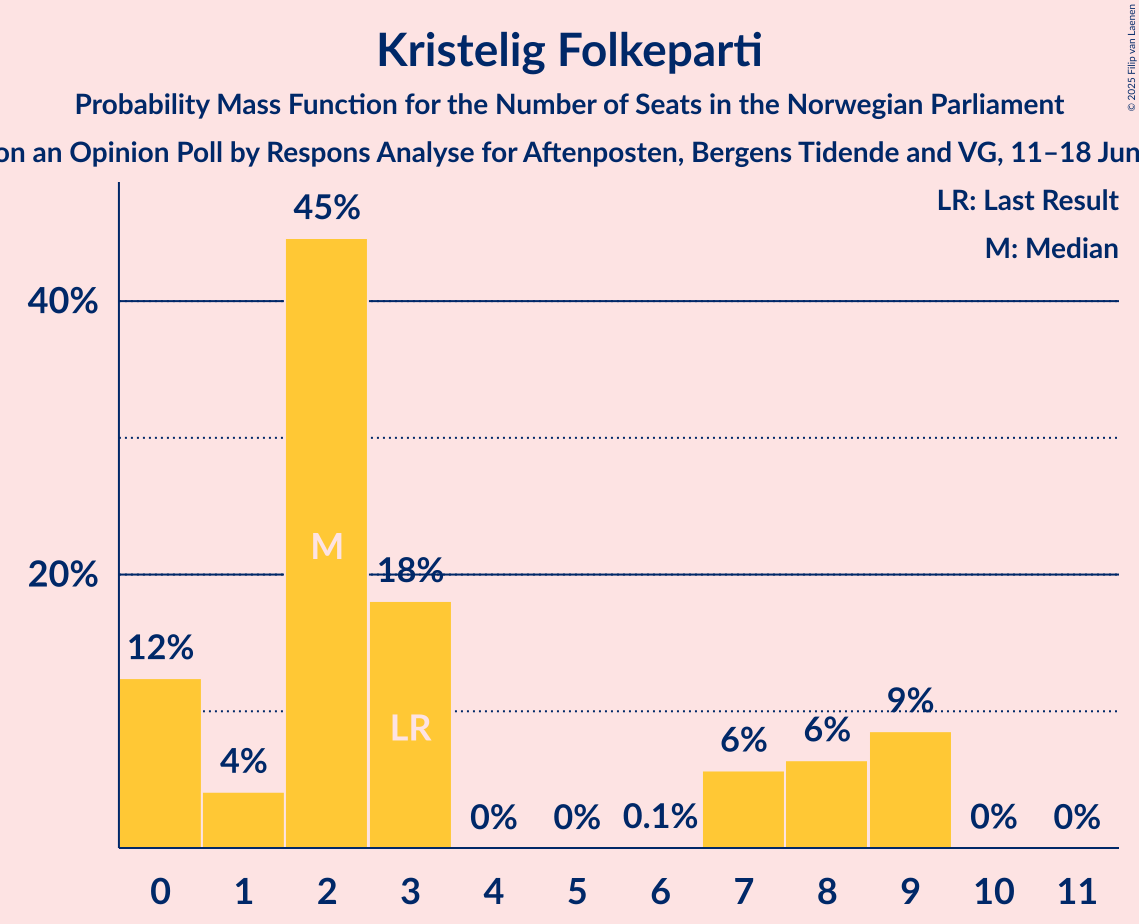 Kristelig Folkeparti
Probability Mass Function for the Number of Seats in the Norwegian Parliament
on an Opinion Poll by Respons Analyse for Aftenposten, Bergens Tidende and VG, 11–18 Jun
© 2025 Filip van Laenen
LR: Last Result
M: Median
45%
40%
M
18%
20%
12%
LR
9%
6%
6%
4%
0%
0%
0.1%
0%
0%
0 1 2 3 4 5 6 7 8 9 10 11